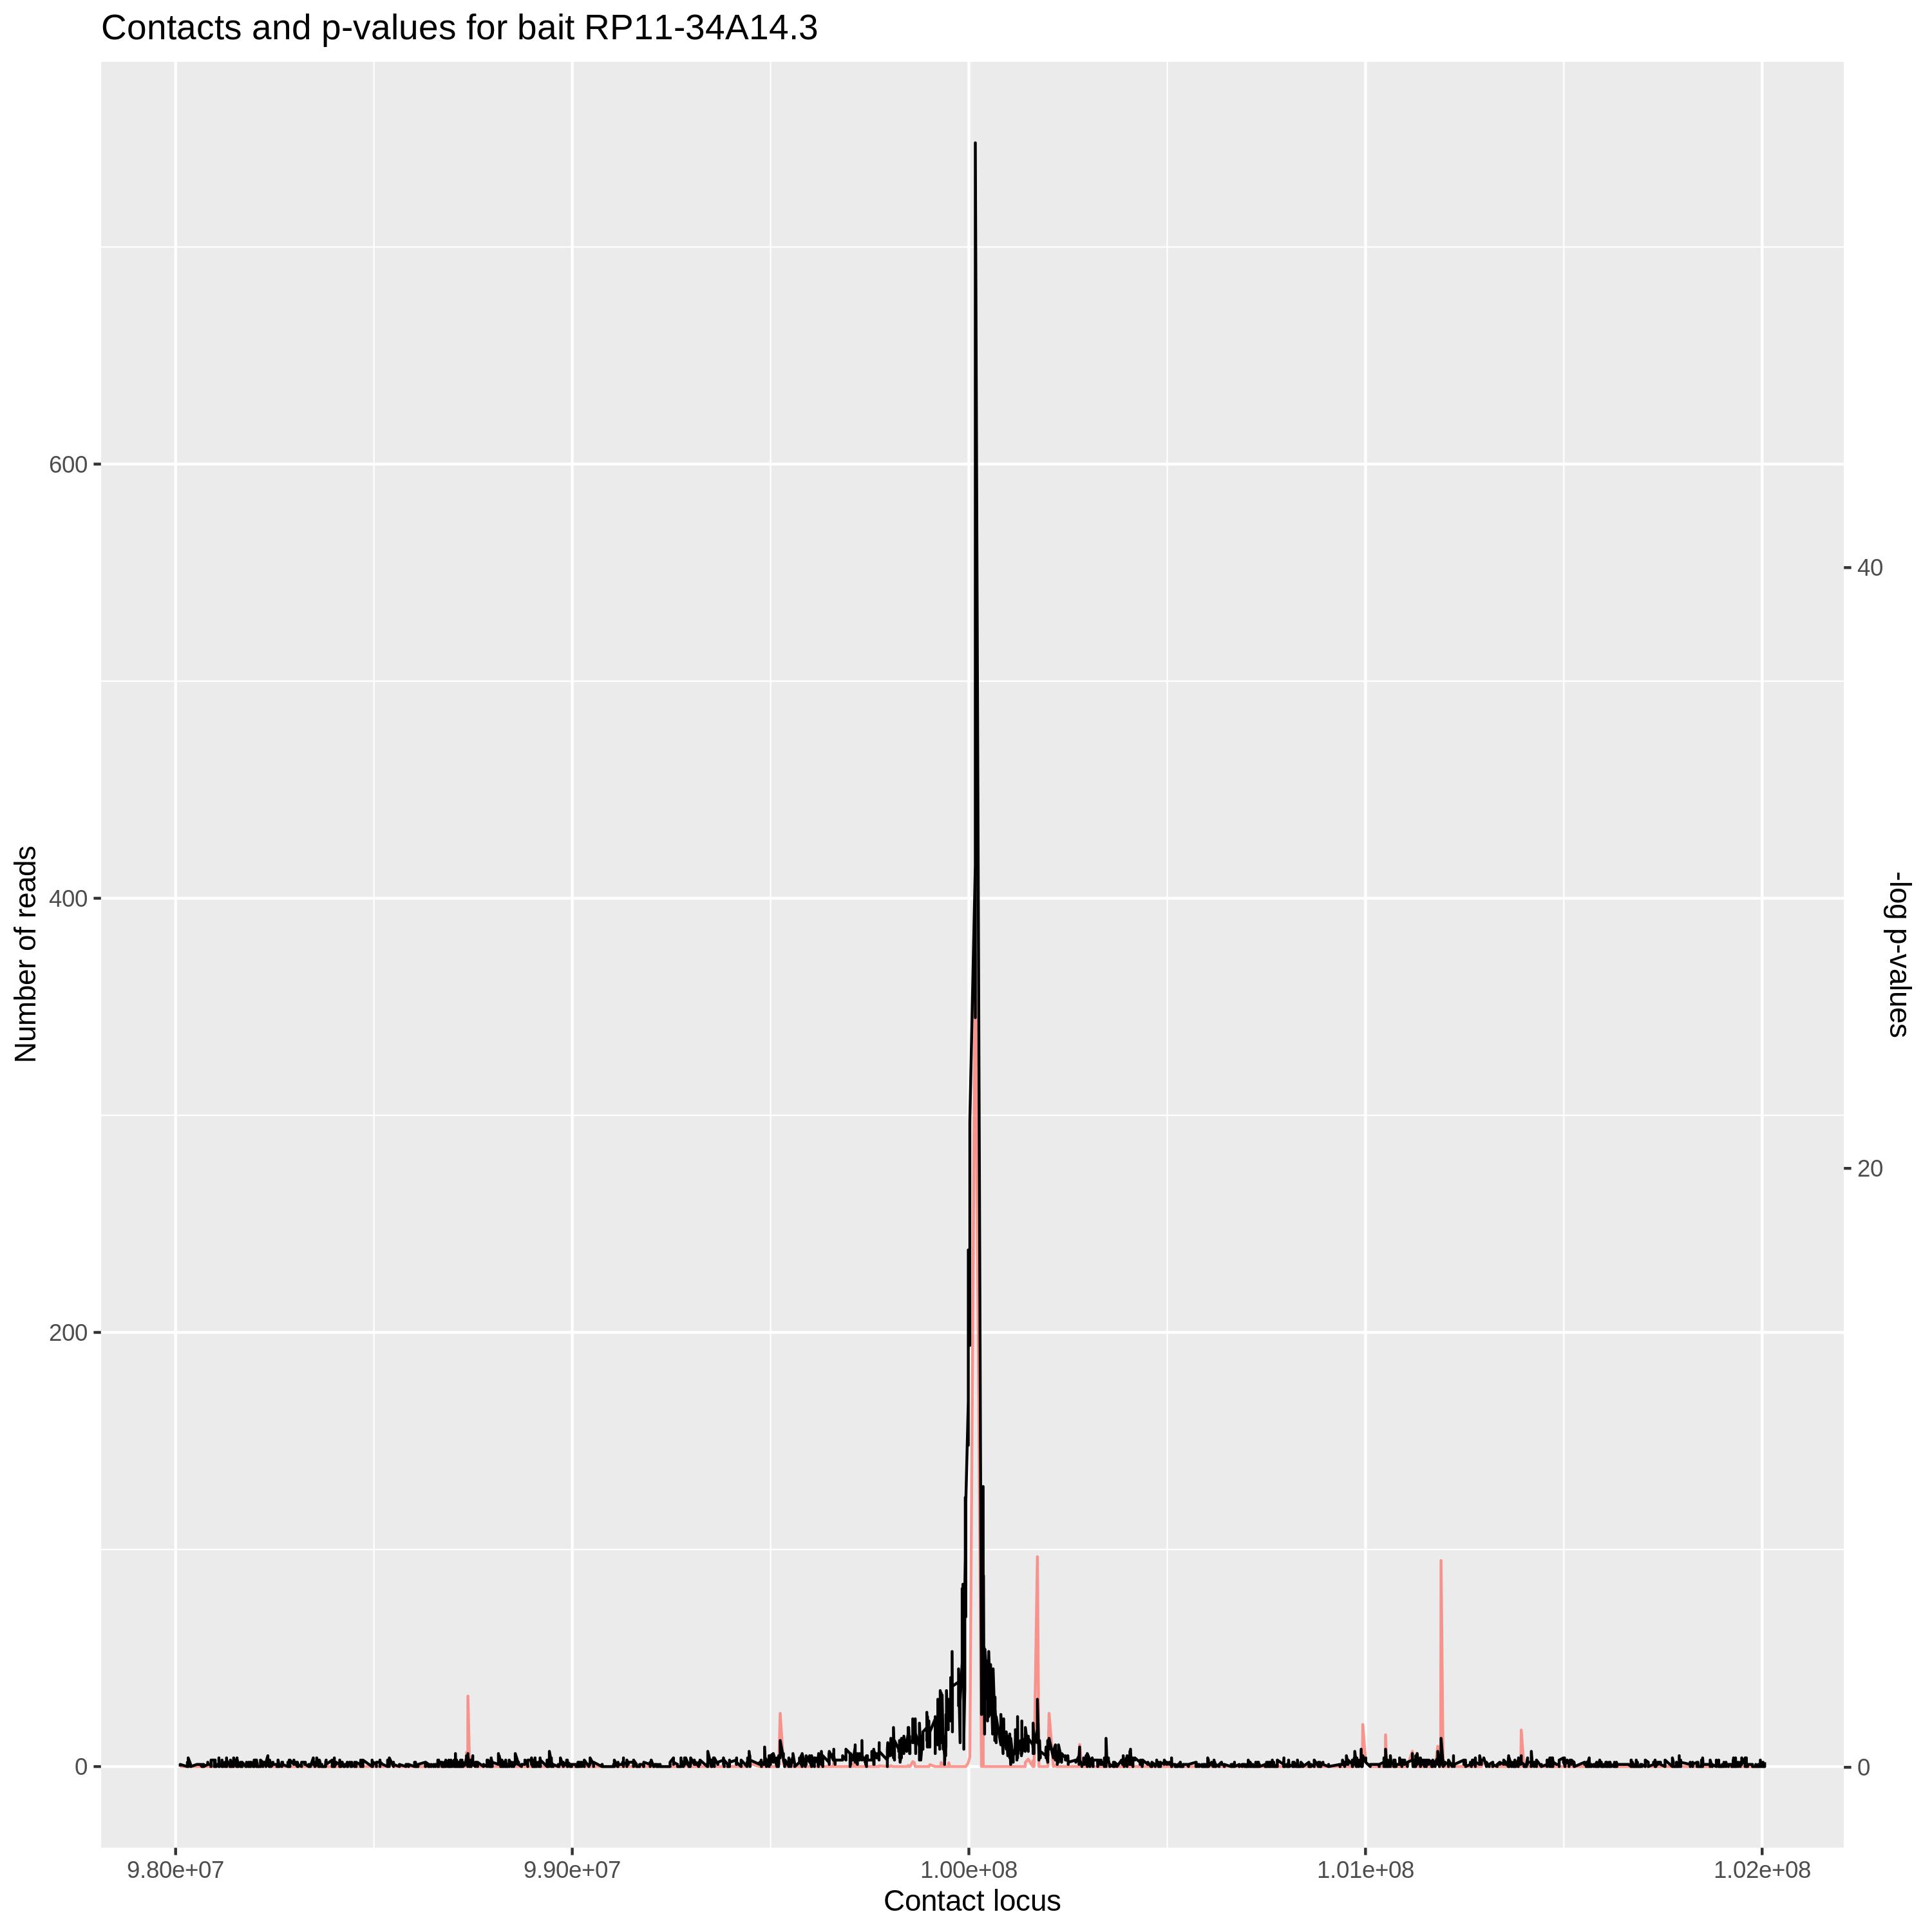 Contacts and p-values for bait RP11-34A14.3
Number of reads
600
400
200
0
-log p-values
40
20
0
9.80e+07
9.90e+07
1.00e+08
1.01e+08
1.02e+08
Contact locus